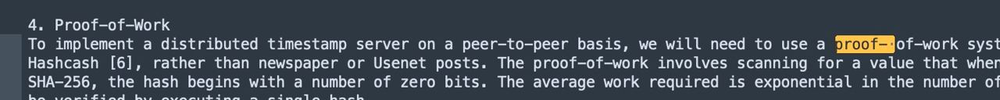 4. Proof-of-Work
To implement a distributed timestamp server on a peer-to-peer basis, we will need to use a proof- of-work syst
Hashcash [6], rather than newspaper or Usenet posts. The proof-of-work involves scanning for a value that when
SHA-256, the hash begins with a number of zero bits. The average work required is exponential in the number of
be verified by executing a single hash.